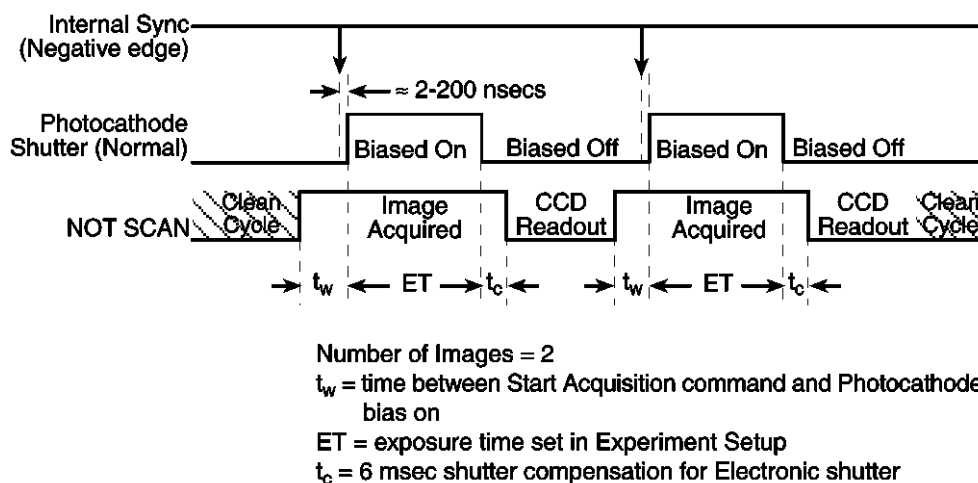 Internal Sync
(Negative edge)
≈ 2-200 nsecs
Photocathode
Shutter (Normal)
Biased On
Biased Off
Biased On
Biased Off
NOT SCAN
Clean
Cycle
Image
Acquired
CCD
Readout
Image
Acquired
CCD
Readout
Clean
Cycle
tw
ET
tc
tw
ET
tc
Number of Images = 2
tw = time between Start Acquisition command and Photocathode
bias on
ET = exposure time set in Experiment Setup
tc = 6 msec shutter compensation for Electronic shutter